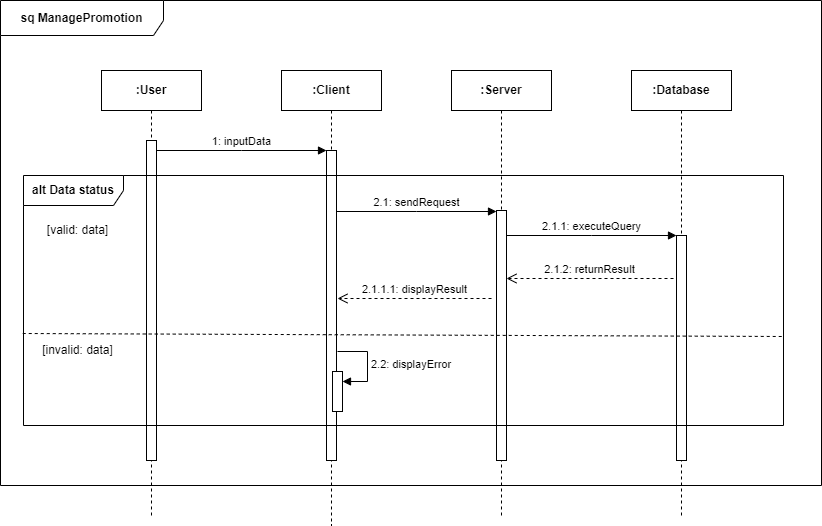 sq ManagePromotion
:User
:Client
:Server
:Database
1: inputData
alt Data status
2.1: sendRequest
[valid: data]
2.1.1: executeQuery
2.1.2: returnResult
2.1.1.1: displayResult
[invalid: data]
2.2: displayError